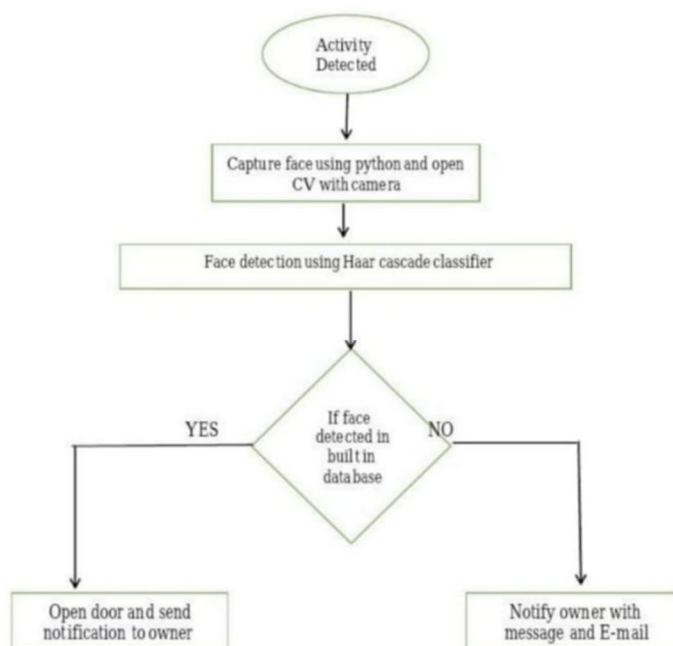 Activity
Detected
Capture face using python and open
CV with camera
Face detection using Haar cascade classifier
If face
detected in
built in
database
YES
NO
Open door and send
notification to owner
Notify owner with
message and E-mail